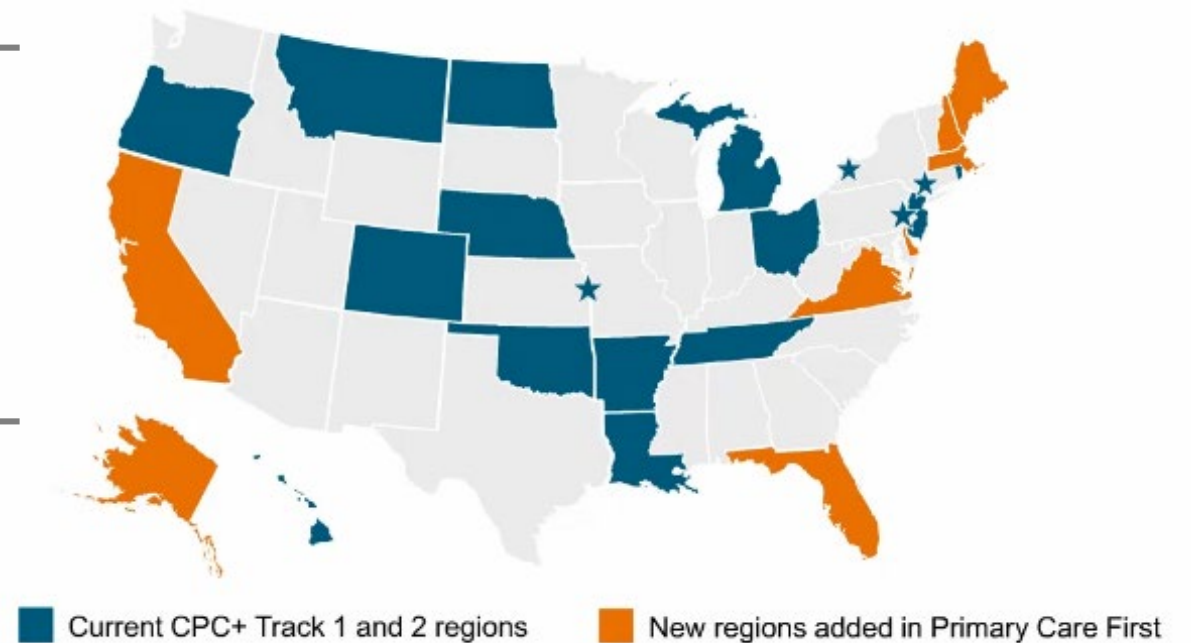 Current CPC+ Track 1 and 2 regions
New regions added in Primary Care First